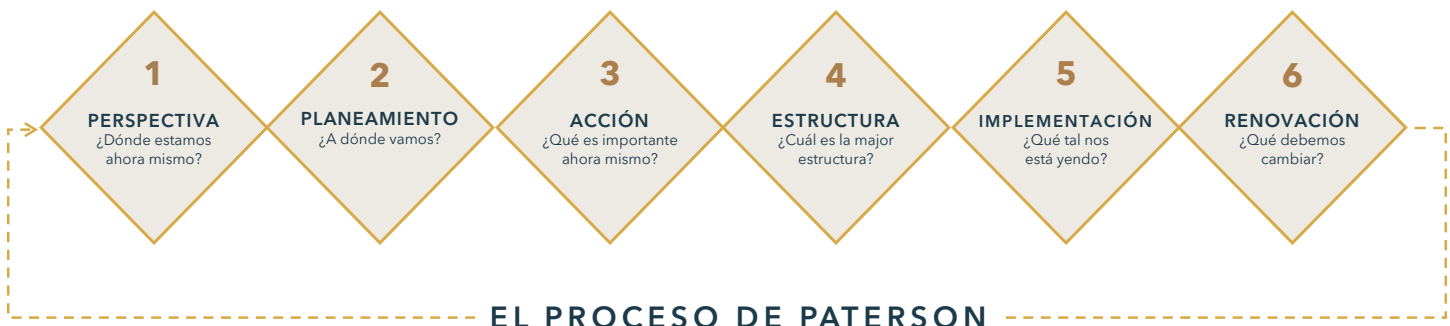 1
PERSPECTIVA
¿Dónde estamos
ahora mismo?
2
PLANEAMIENTO
¿A dónde vamos?
3
ACCIÓN
¿Qué es importante
ahora mismo?
4
ESTRUCTURA
¿Cuál es la major
estructura?
5
IMPLEMENTACIÓN
¿Qué tal nos
está yendo?
6
RENOVACIÓN
¿Qué debemos
cambiar?
EL PROCESO DE PATERSON